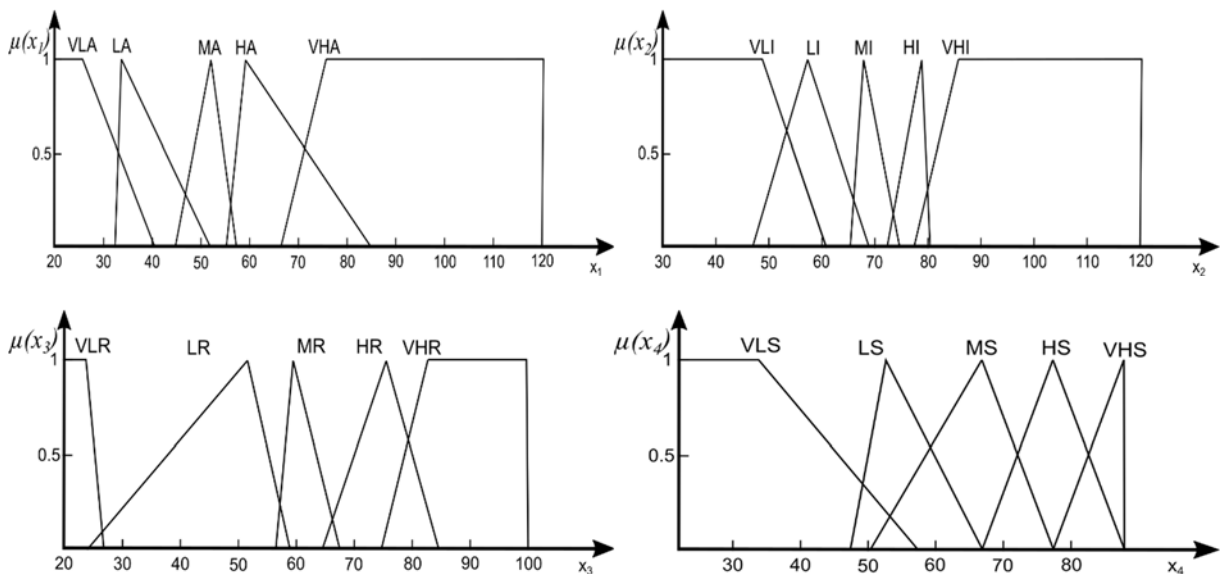 μ(x₁) VLA LA MA HA VHA
1
0.5
20 30 40 50 60 70 80 90 100 110 120
x₁
μ(x₂) VLI LI MI HI VHI
1
0.5
30 40 50 60 70 80 90 100 110 120
x₂
μ(x₃) VLR LR MR HR VHR
1
0.5
20 30 40 50 60 70 80 90 100
x₃
μ(x₄) VLS LS MS HS VHS
1
0.5
30 40 50 60 70 80
x₄